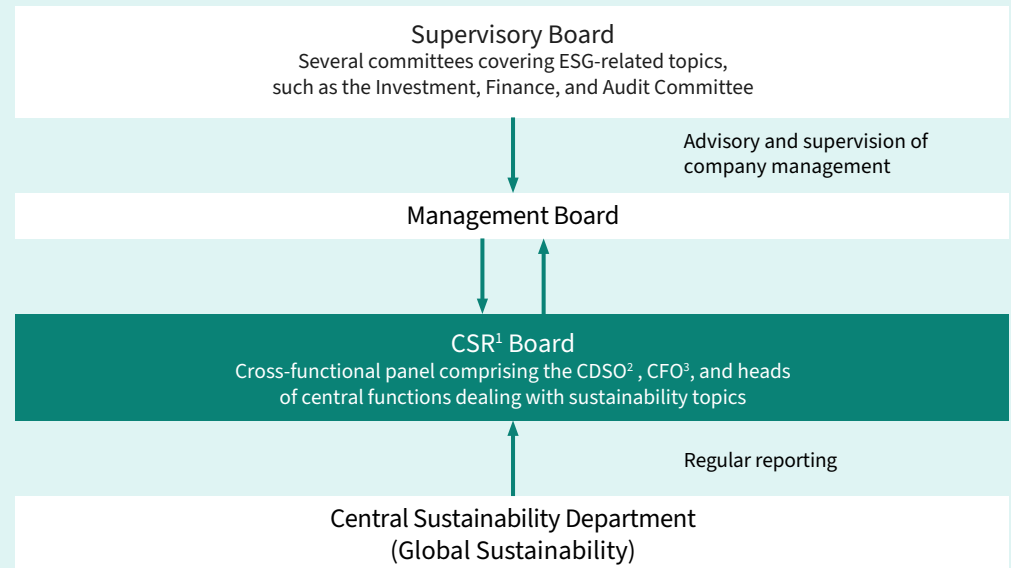 Supervisory Board
Several committees covering ESG-related topics,
such as the Investment, Finance, and Audit Committee
Advisory and supervision of
company management
Management Board
CSR¹ Board
Cross-functional panel comprising the CDSO² , CFO³, and heads
of central functions dealing with sustainability topics
Regular reporting
Central Sustainability Department
(Global Sustainability)